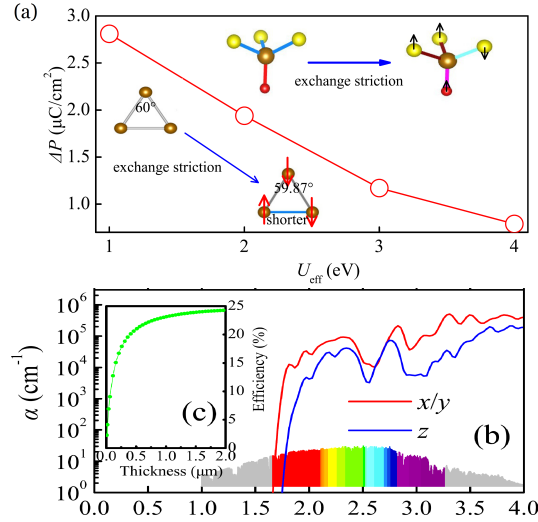 (a)
3.0
2.5
2.0
1.5
1.0
ΔP (μC/cm²)
exchange striction
60°
exchange striction
59.87°
shorter
1 2 3 4
U_eff (eV)
10⁶
10⁵
10⁴
10³
10²
10¹
10⁰
α (cm⁻¹)
25
20
15
10
5
0
Efficiency (%)
(c)
0.0 0.5 1.0 1.5 2.0
Thickness (μm)
x/y
z
(b)
0.0 0.5 1.0 1.5 2.0 2.5 3.0 3.5 4.0